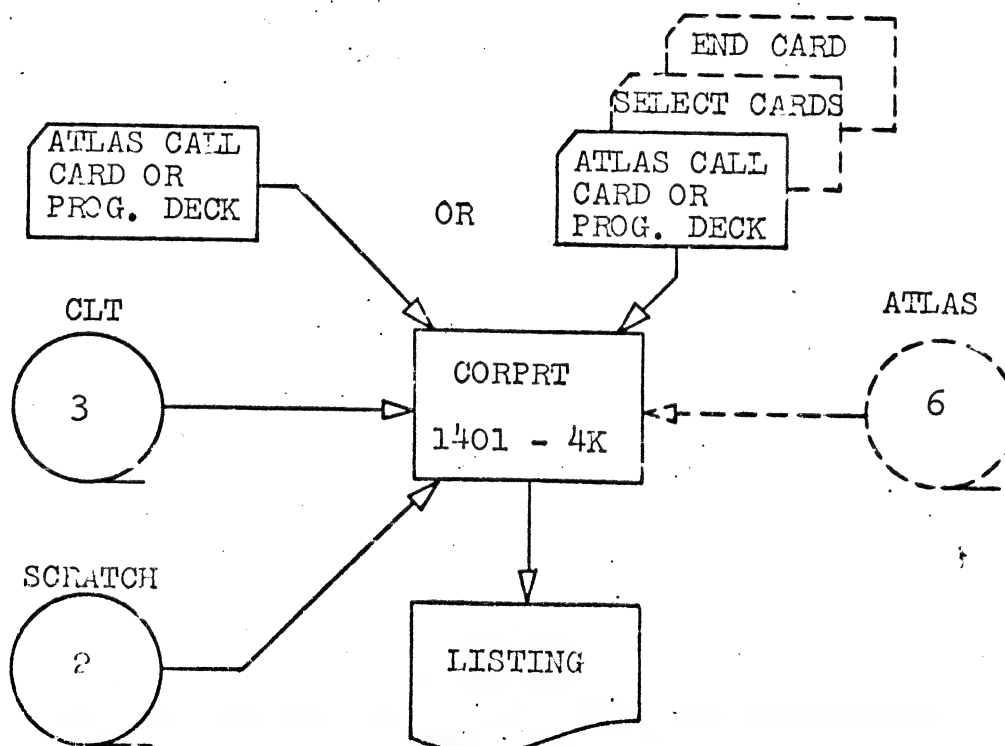 END CARD
SELECT CARDS
ATLAS CALL
CARD OR
PROG. DECK
OR
ATLAS CALL
CARD OR
PROG. DECK
CLT
3
CORPRT
1401 - 4K
ATLAS
6
SCRATCH
2
LISTING